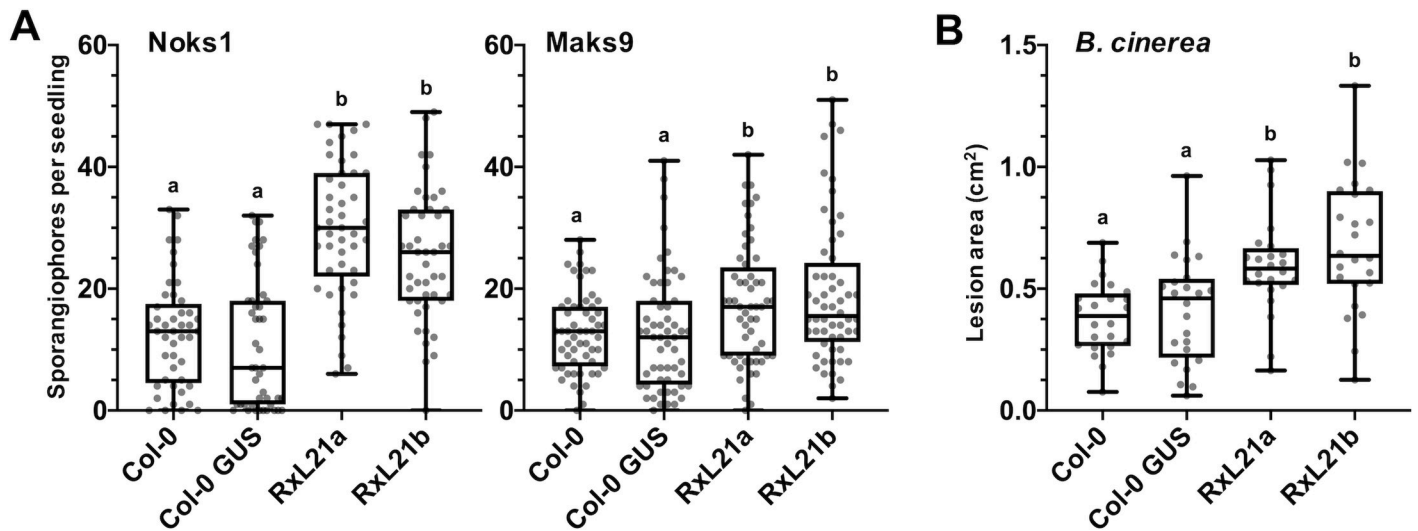 A
Noks1
Sporangiophores per seedling
60
40
20
0
a
a
b
b
Col-0
Col-0 GUS
RxL21a
RxL21b
Maks9
60
40
20
0
a
a
b
b
Col-0
Col-0 GUS
RxL21a
RxL21b
B
B. cinerea
Lesion area (cm²)
1.5
1.0
0.5
0.0
a
a
b
b
Col-0
Col-0 GUS
RxL21a
RxL21b